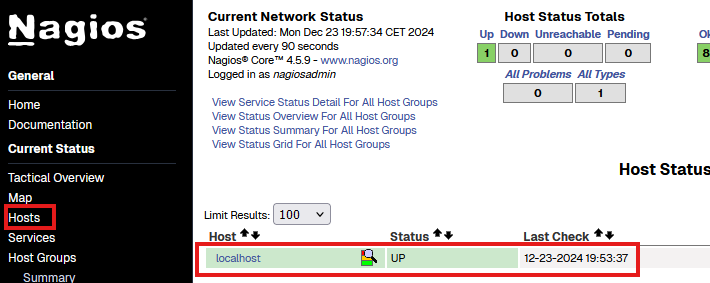 Nagios®
General
Home
Documentation
Current Status
Tactical Overview
Map
Hosts
Services
Host Groups
Summary
Current Network Status
Last Updated: Mon Dec 23 19:57:34 CET 2024
Updated every 90 seconds
Nagios® Core™ 4.5.9 - www.nagios.org
Logged in as nagiosadmin
View Service Status Detail For All Host Groups
View Status Overview For All Host Groups
View Status Summary For All Host Groups
View Status Grid For All Host Groups
Host Status Totals
Up Down Unreachable Pending
1 0 0 0
All Problems All Types
0 1
8
Host Status
Limit Results: 100
Host Status Last Check
localhost UP 12-23-2024 19:53:37